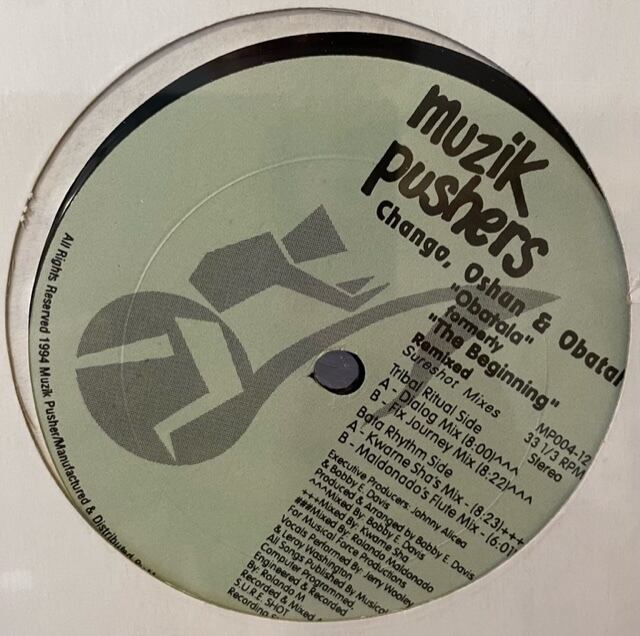 muzik
pushers
Chango, Oshan & Obatal
"Obatala"
formerly
"The Beginning"
Remixed
Sureshot Mixes
MP004-12
33 1/3 RPM
Stereo
Tribal Ritual Side
A - Dialog Mix (8:00)^^^
B - Fix Journey Mix (8:22)^^^
Bata Rhythm Side
A - Kwame Sha's Mix - (8:23)+++
B - Maldonado's Flute Mix - (6:01)
Executive Producers: Johnny Alicea
& Bobby E. Davis
Produced & Arranged by Bobby E. Davis
^^^Mixed By: Bobby E. Davis
+++Mixed By: Kwame Sha
###Mixed By: Rolando Maldonado
For Musical Force Productions
Vocals Performed By: Jerry Wooley
& Leroy Washington
All Songs Published By Musicol
Computer Programmed,
Engineered & Recorded
By: Rolando M.
Recorded & Mixed
S.U.R.E. SHOT
Recording
All Rights Reserved 1994 Muzik Pusher/Manufactured & Distributed